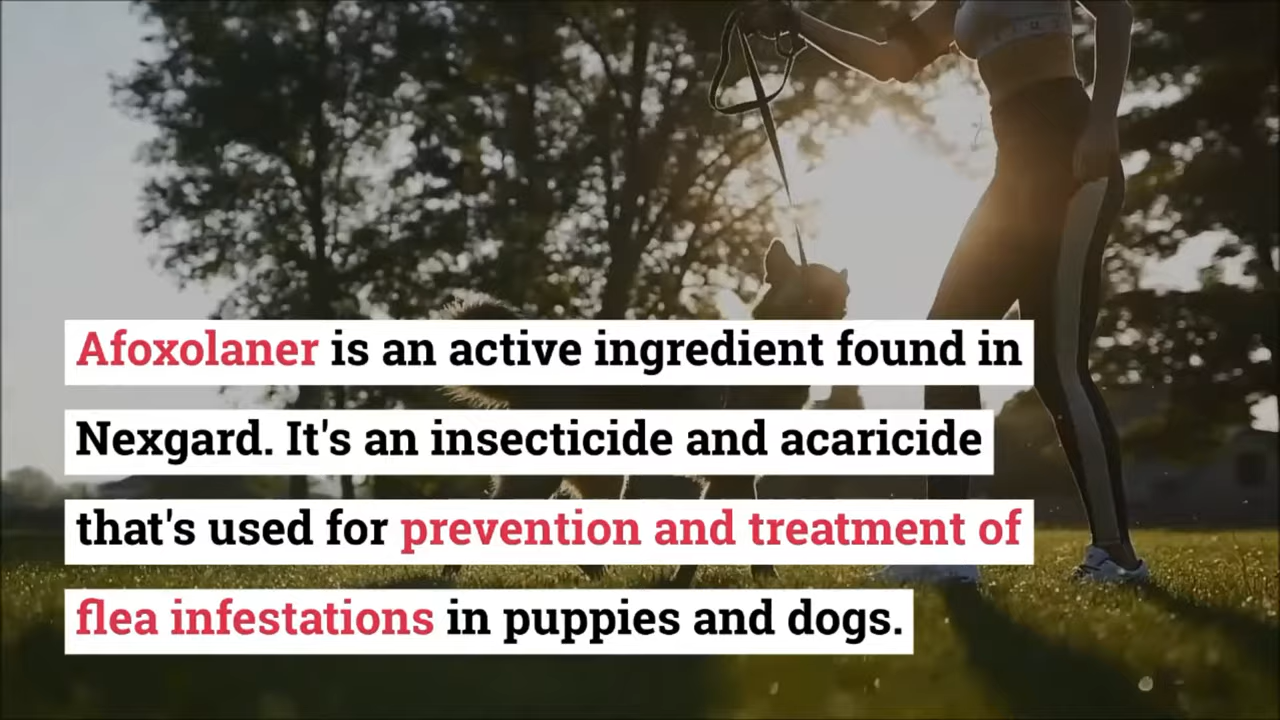 Afoxolaner is an active ingredient found in
Nexgard. It's an insecticide and acaricide
that's used for prevention and treatment of
flea infestations in puppies and dogs.